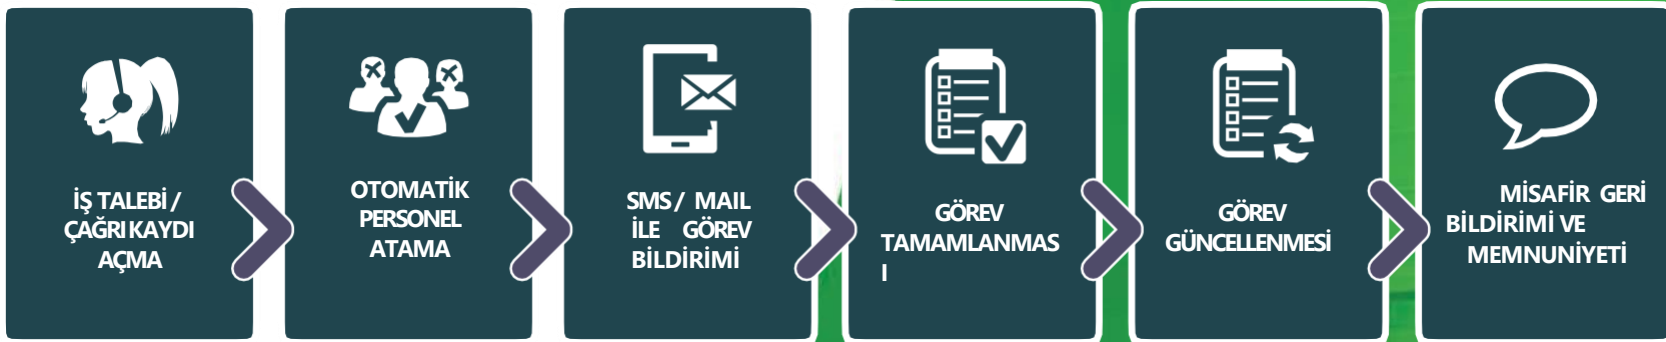 İŞ TALEBİ /
ÇAĞRI KAYDI
AÇMA
OTOMATİK
PERSONEL
ATAMA
SMS / MAIL
İLE GÖREV
BİLDİRİMİ
GÖREV
TAMAMLANMAS
I
GÖREV
GÜNCELLENMESİ
MİSAFİR GERİ
BİLDİRİMİ VE
MEMNUNİYETİ